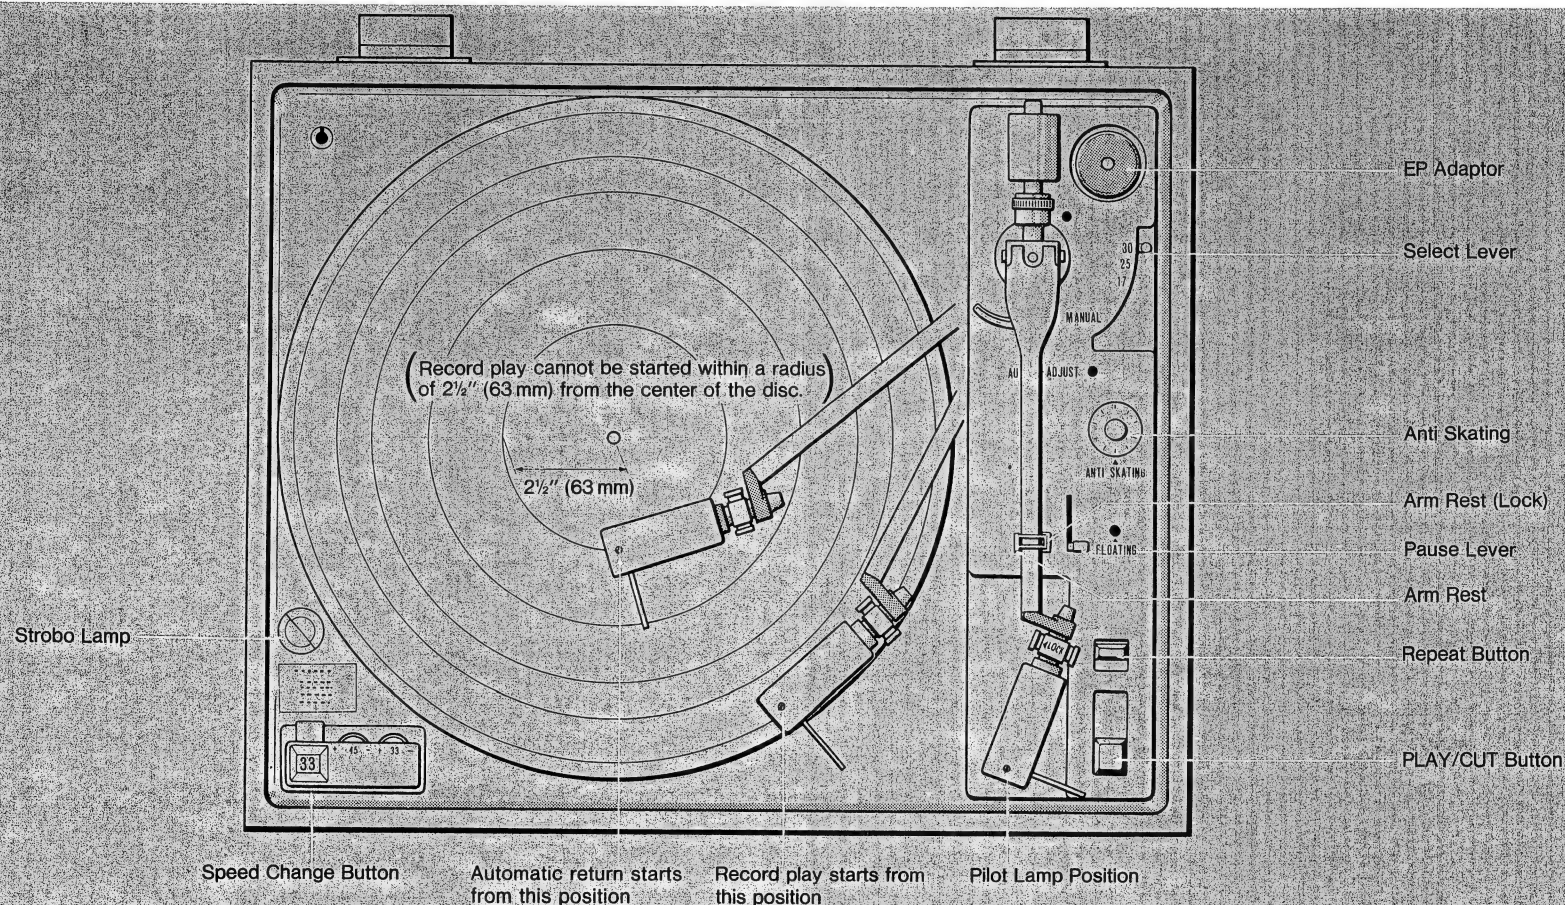 EP Adaptor
30
Select Lever
25
17
MANUAL
(Record play cannot be started within a radius
of 2½″ (63 mm) from the center of the disc.)
AU ADJUST
Anti Skating
ANTI SKATING
2½″ (63 mm)
Arm Rest (Lock)
FLOATING
Pause Lever
Arm Rest
Strobo Lamp
LOCK
Repeat Button
+ 45 - + 33 -
33
PLAY/CUT Button
Speed Change Button
Automatic return starts
from this position
Record play starts from
this position
Pilot Lamp Position